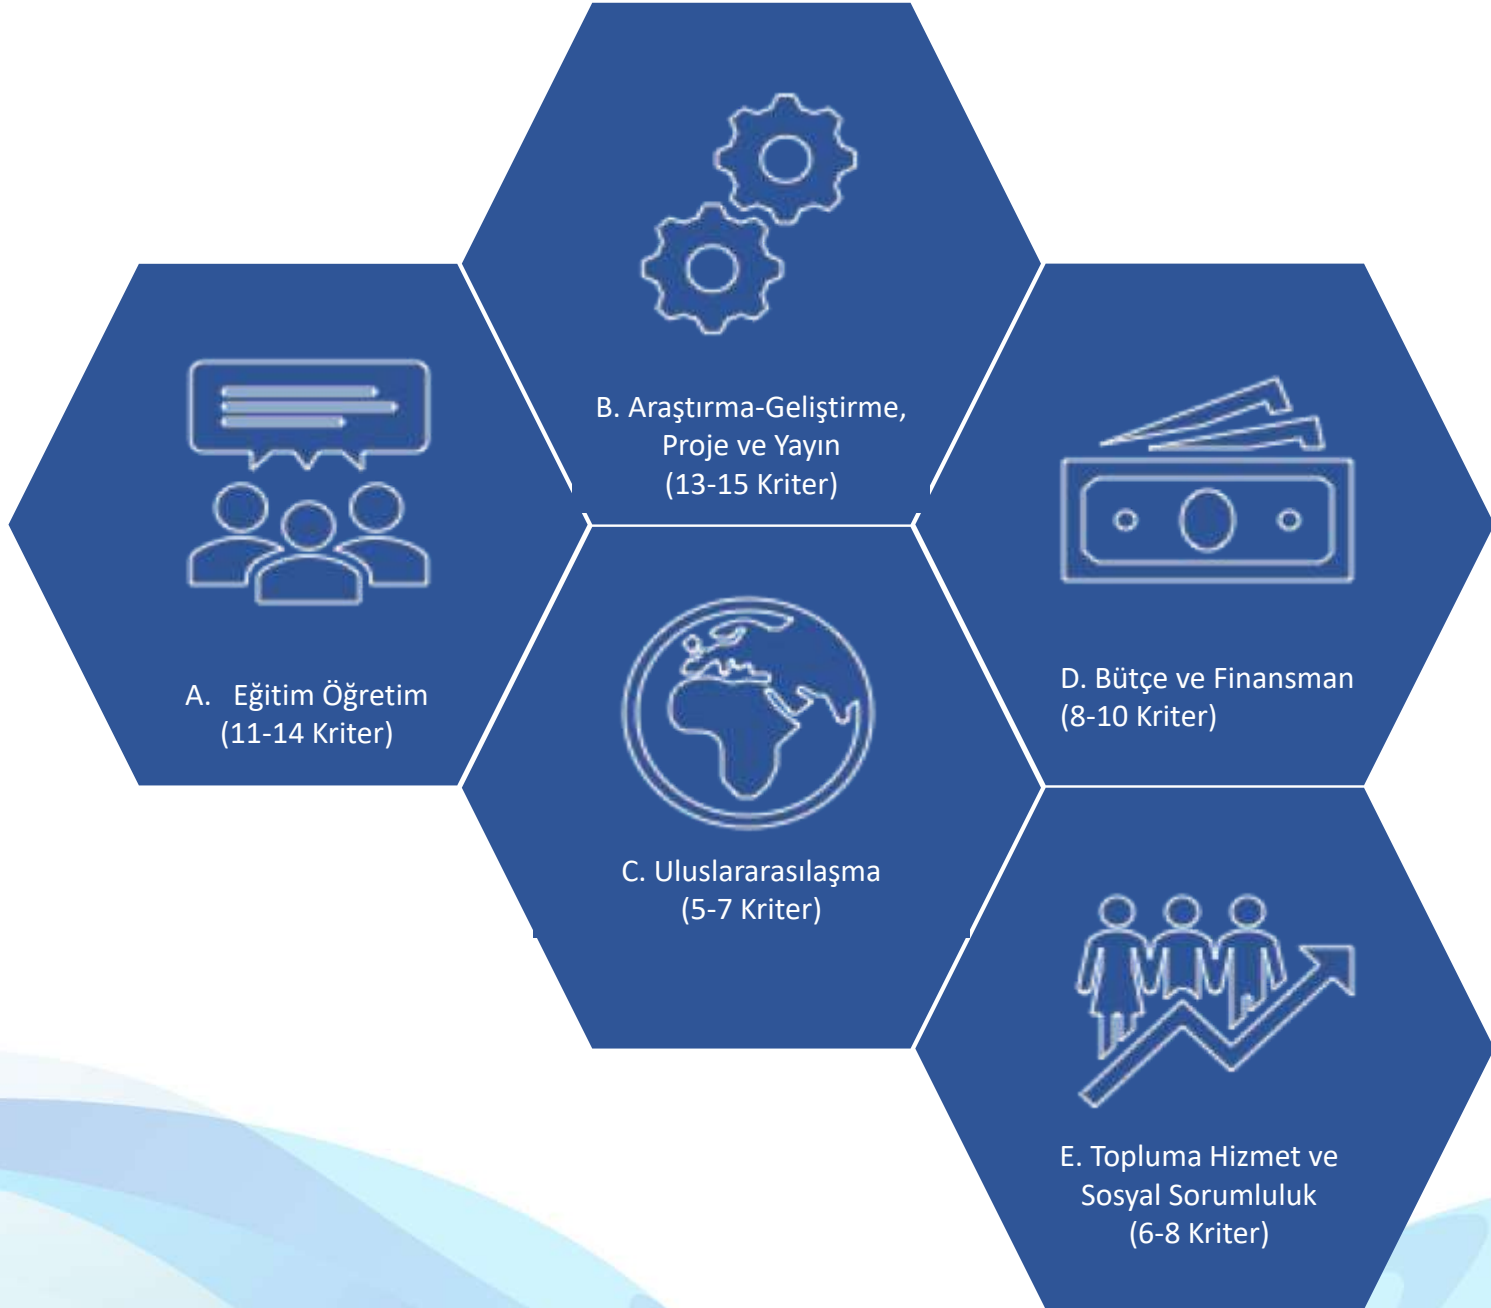 A. Eğitim Öğretim
(11-14 Kriter)
B. Araştırma-Geliştirme,
Proje ve Yayın
(13-15 Kriter)
C. Uluslararasılaşma
(5-7 Kriter)
D. Bütçe ve Finansman
(8-10 Kriter)
E. Topluma Hizmet ve
Sosyal Sorumluluk
(6-8 Kriter)